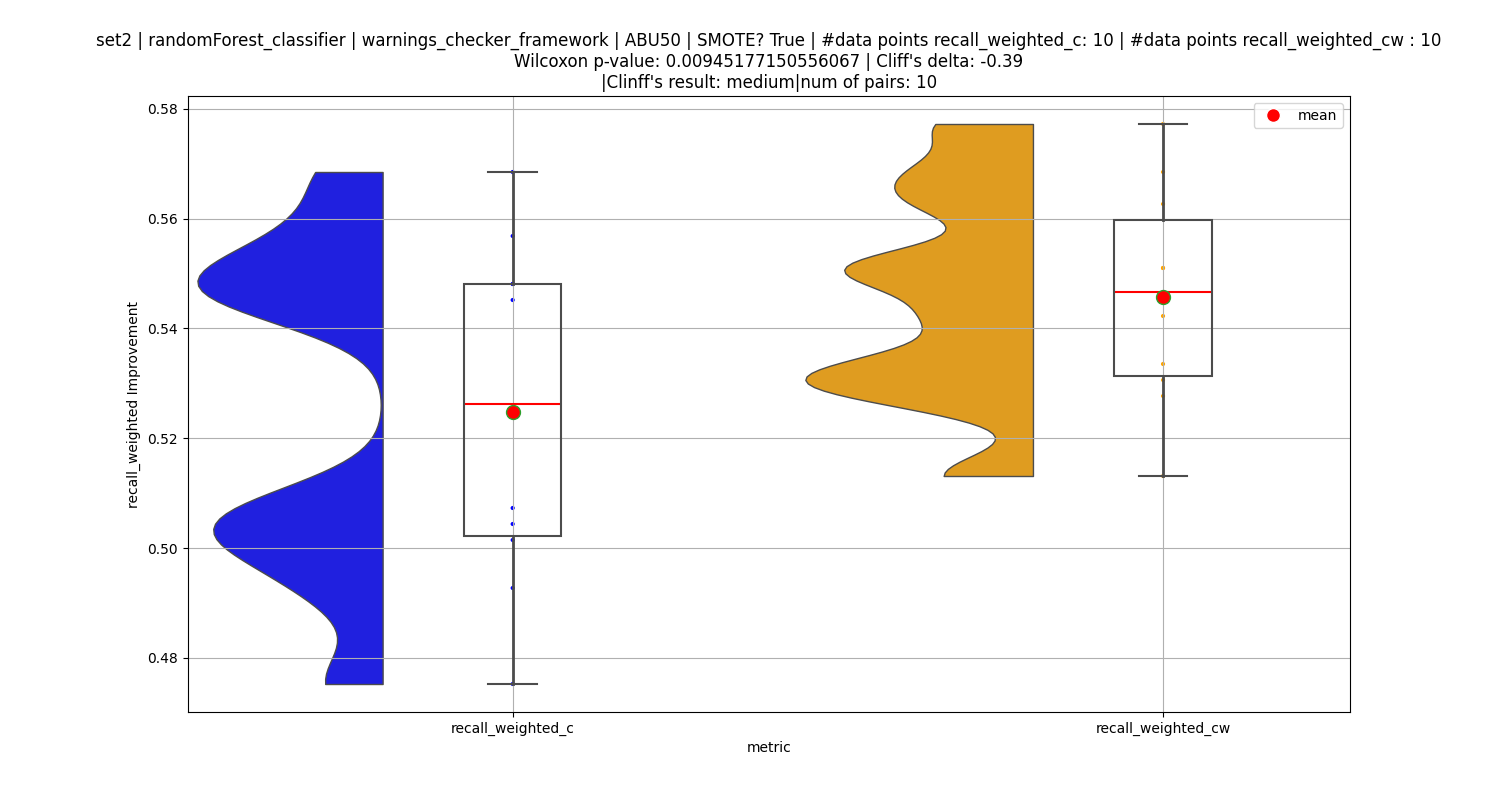 set2 | randomForest_classifier | warnings_checker_framework | ABU50 | SMOTE? True | #data points recall_weighted_c: 10 | #data points recall_weighted_cw : 10
Wilcoxon p-value: 0.00945177150556067 | Cliff's delta: -0.39
|Clinff's result: medium|num of pairs: 10
mean
recall_weighted Improvement
0.58
0.56
0.54
0.52
0.50
0.48
recall_weighted_c
recall_weighted_cw
metric